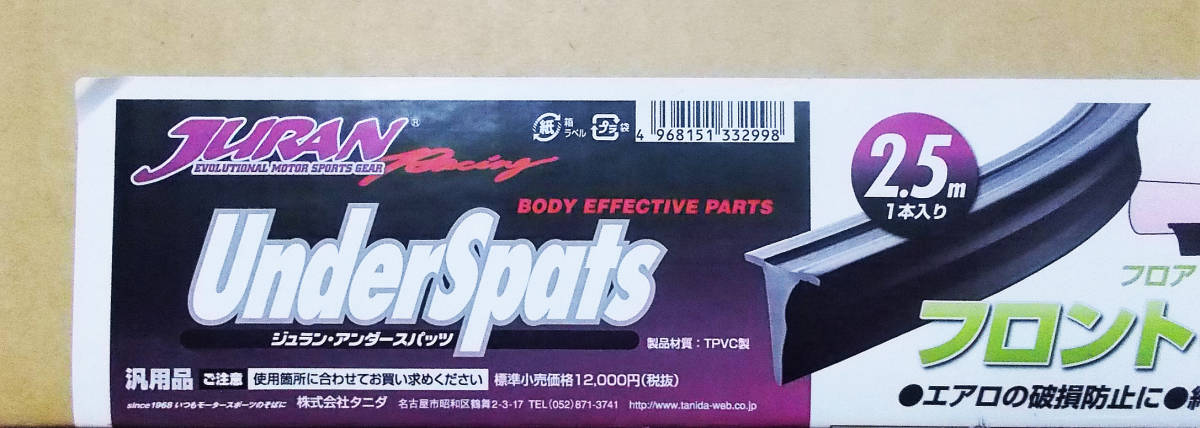 JURAN®
EVOLUTIONAL MOTOR SPORTS GEAR
Racing
紙 箱 ラベル
プラ 袋
4 968151 332998
BODY EFFECTIVE PARTS
UnderSpats
ジュラン・アンダースパッツ
製品材質：TPVC製
汎用品 ご注意 使用箇所に合わせてお買い求めください 標準小売価格12,000円(税抜)
since1968 いつもモータースポーツのそばに 株式会社タニダ 名古屋市昭和区鶴舞2-3-17 TEL(052)871-3741 http://www.tanida-web.co.jp
2.5m
1本入り
フロア
フロント
●エアロの破損防止に●